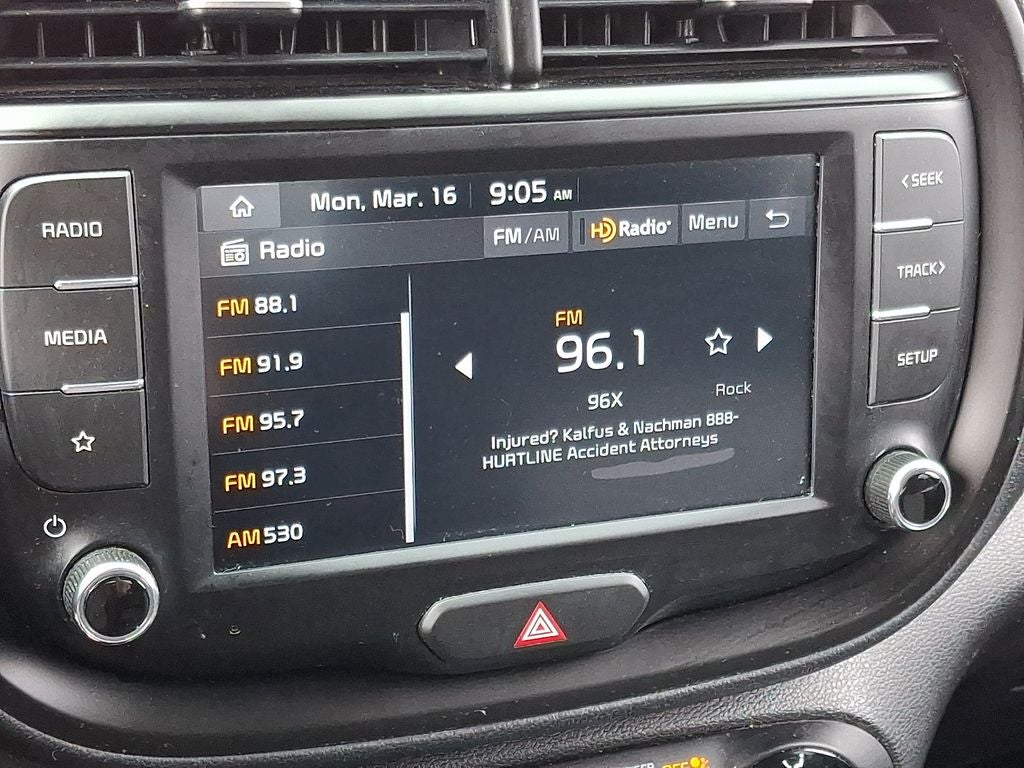 Mon, Mar. 16 9:05 AM
Radio FM/AM HD Radio Menu
RADIO
MEDIA
< SEEK
TRACK >
SETUP
FM 88.1
FM 91.9
FM 95.7
FM 97.3
AM 530
FM
96.1
96X
Rock
Injured? Kalfus & Nachman 888-
HURTLINE Accident Attorneys
OFF